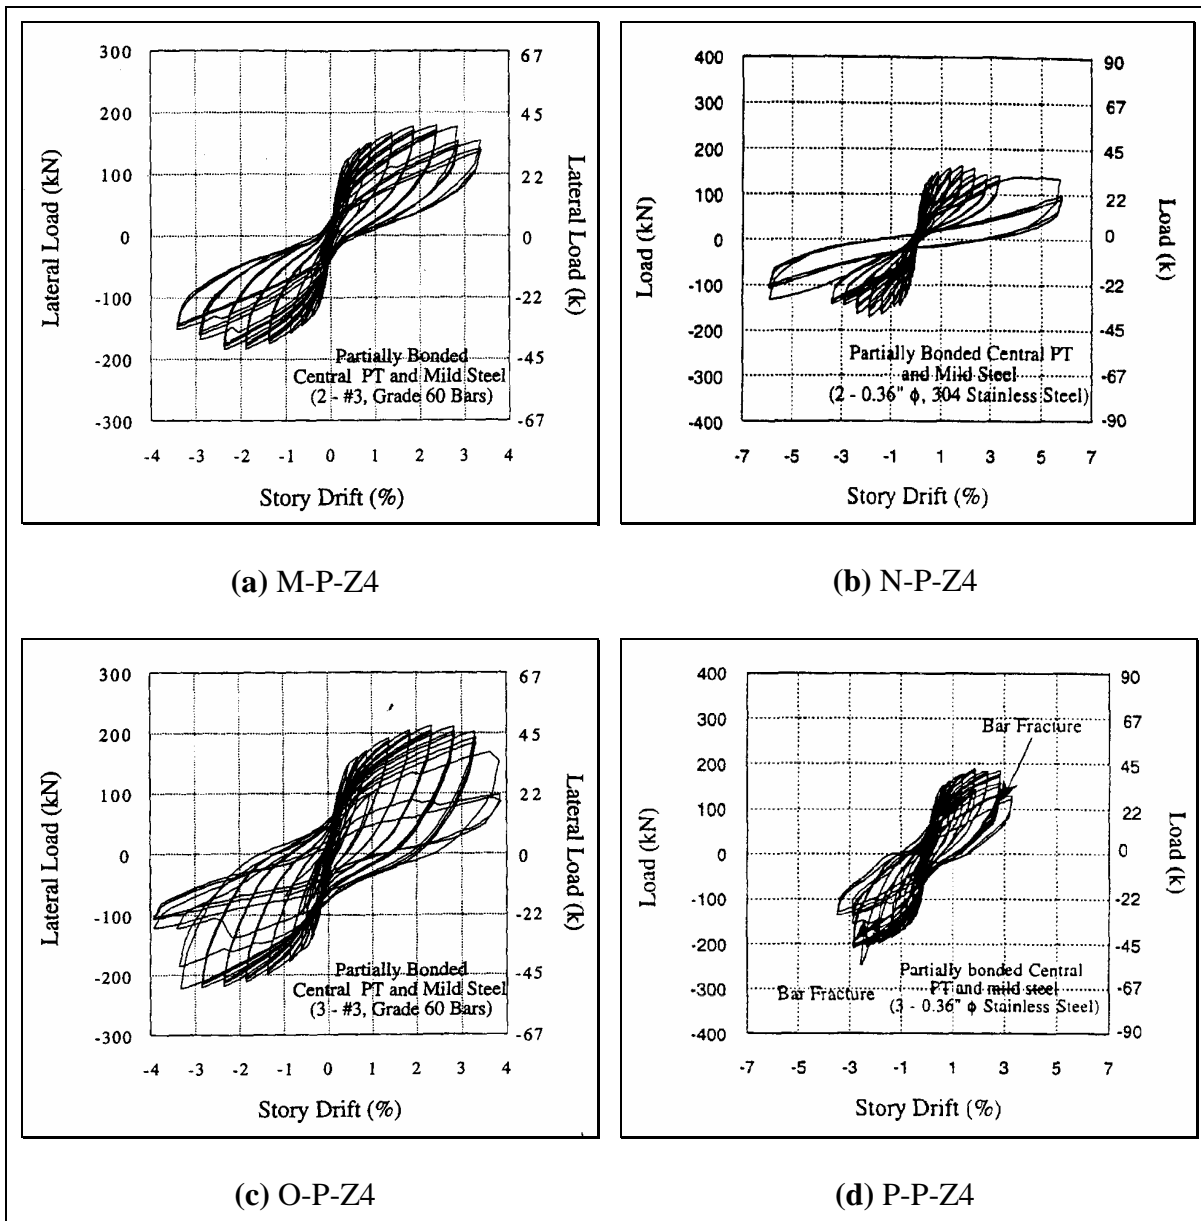 300
200
100
0
-100
-200
-300
67
45
22
0
-22
-45
-67
Lateral Load (kN)
Lateral Load (k)
Partially Bonded
Central PT and Mild Steel
(2 - #3, Grade 60 Bars)
-4 -3 -2 -1 0 1 2 3 4
Story Drift (%)
(a) M-P-Z4
400
300
200
100
0
-100
-200
-300
-400
90
67
45
22
0
-22
-45
-67
-90
Load (kN)
Load (k)
Partially Bonded Central PT
and Mild Steel
(2 - 0.36" ϕ, 304 Stainless Steel)
-7 -5 -3 -1 1 3 5 7
Story Drift (%)
(b) N-P-Z4
300
200
100
0
-100
-200
-300
67
45
22
0
-22
-45
-67
Lateral Load (kN)
Lateral Load (k)
Partially Bonded
Central PT and Mild Steel
(3 - #3, Grade 60 Bars)
-4 -3 -2 -1 0 1 2 3 4
Story Drift (%)
(c) O-P-Z4
400
300
200
100
0
-100
-200
-300
-400
90
67
45
22
0
-22
-45
-67
-90
Load (kN)
Load (k)
Bar Fracture
Bar Fracture
Partially bonded Central
PT and mild steel
(3 - 0.36" ϕ Stainless Steel)
-7 -5 -3 -1 1 3 5 7
Story Drift (%)
(d) P-P-Z4